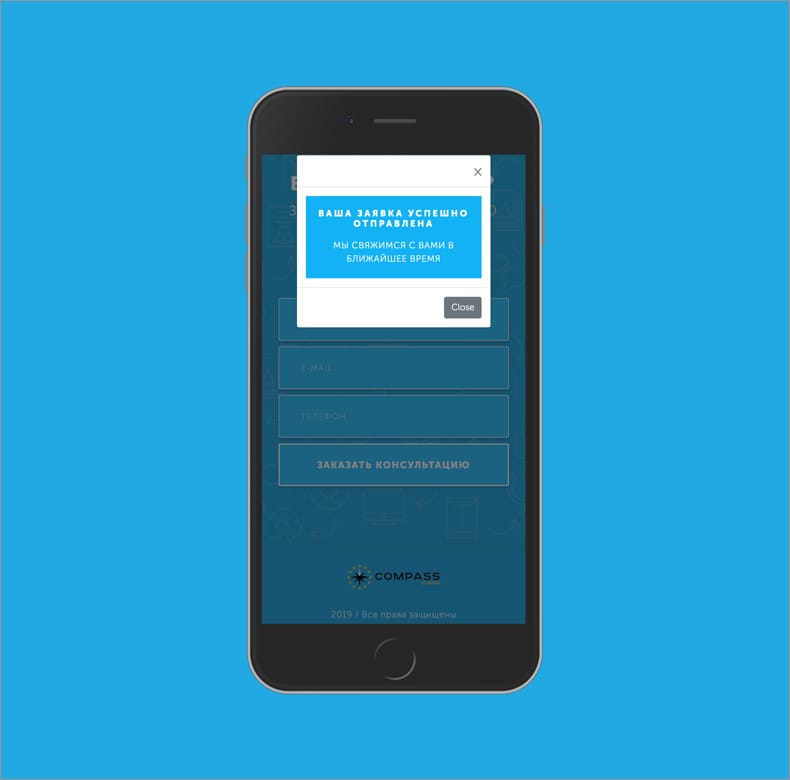 ВАША ЗАЯВКА УСПЕШНО
ОТПРАВЛЕНА
МЫ СВЯЖИМСЯ С ВАМИ В
БЛИЖАЙШЕЕ ВРЕМЯ
Close
E-MAIL
ТЕЛЕФОН
ЗАКАЗАТЬ КОНСУЛЬТАЦИЮ
COMPASS
2019 / Все права защищены